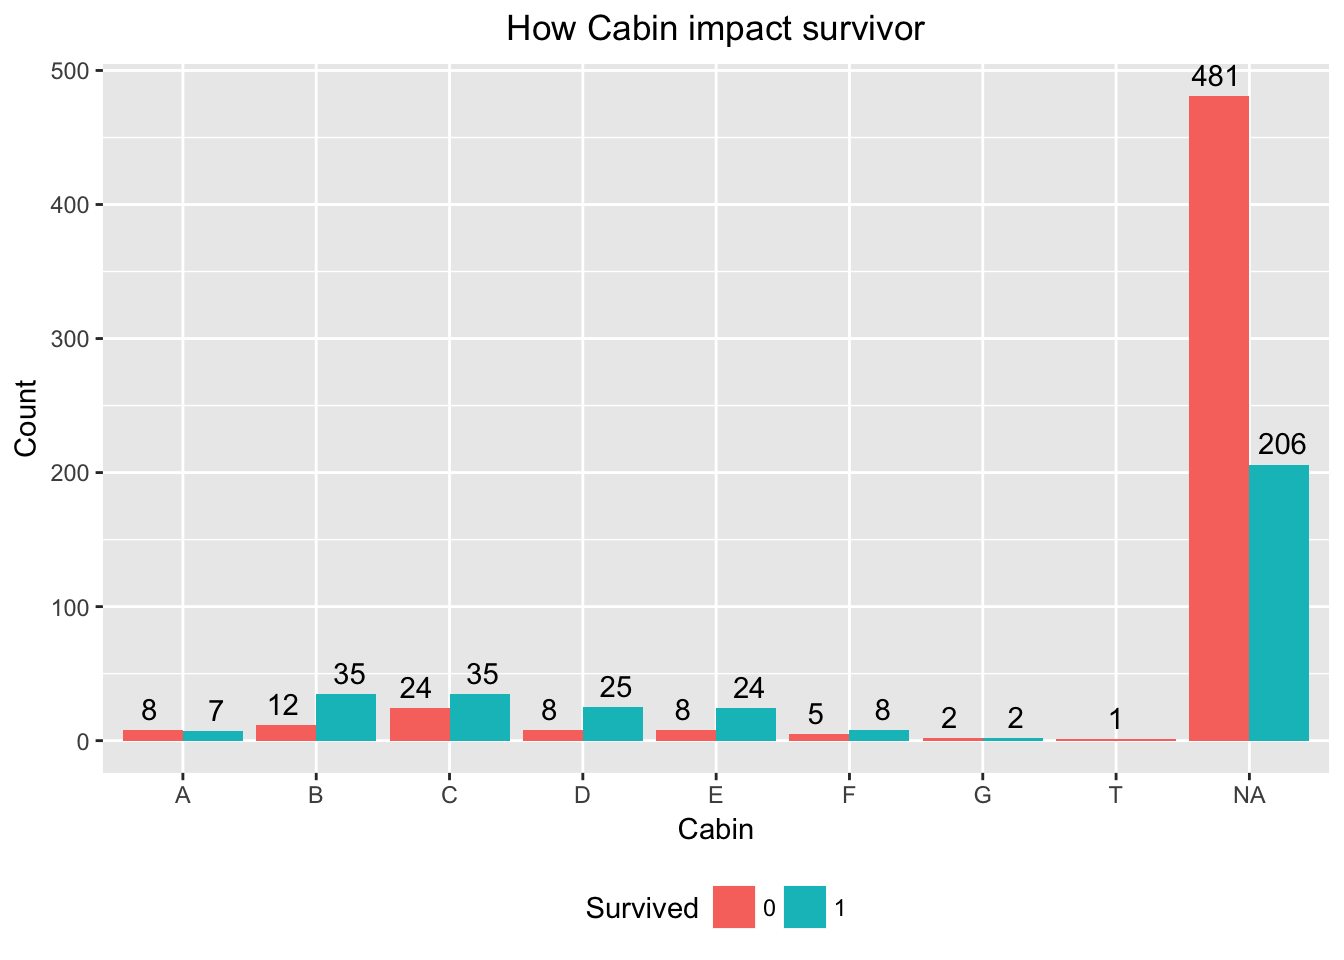 How Cabin impact survivor
500
400
300
200
100
0
Count
8 7 12 35 24 35 8 25 8 24 5 8 2 2 1 481 206
A B C D E F G T NA
Cabin
Survived 0 1